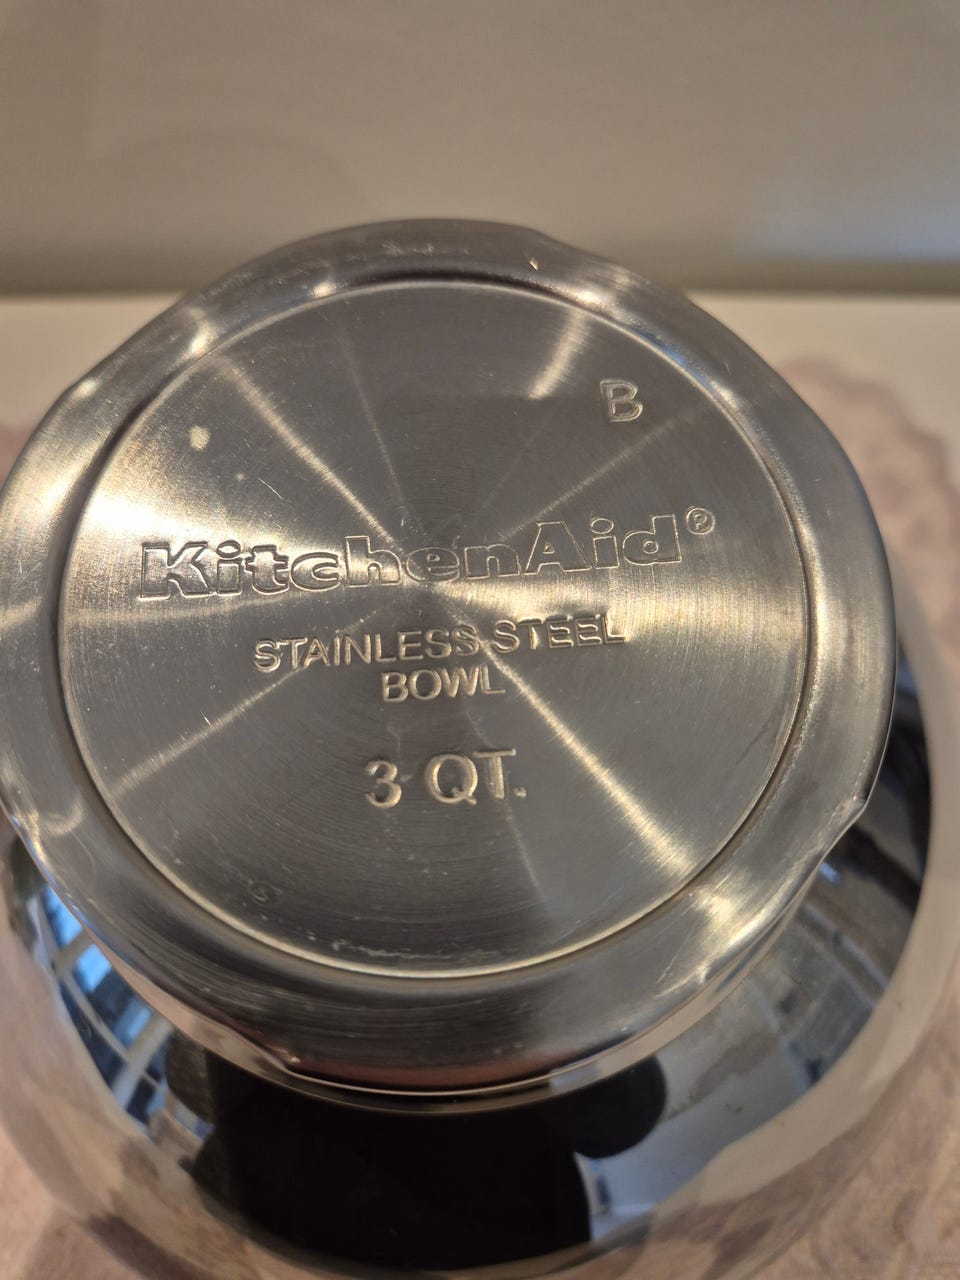 B
KitchenAid®
STAINLESS STEEL
BOWL
3 QT.